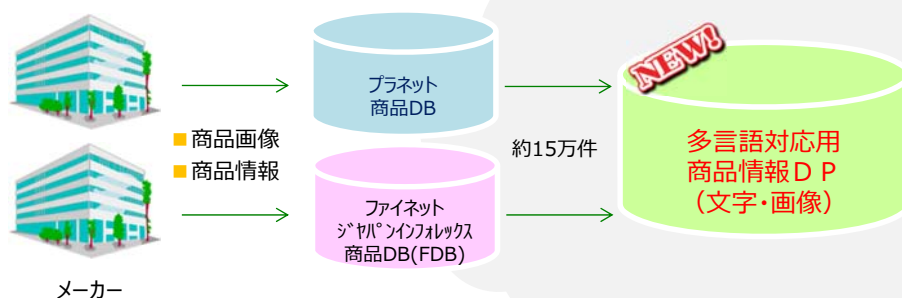 NEW!
プラネット
商品DB
■商品画像
■商品情報
約15万件
多言語対応用
商品情報ＤＰ
（文字・画像）
ファイネット
ｼﾞﾔﾊﾟﾝインフォレックス
商品DB(FDB)
メーカー